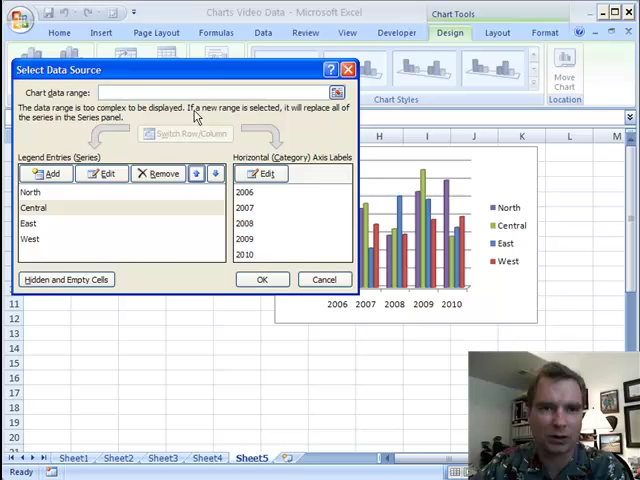 Charts Video Data - Microsoft Excel
Chart Tools
Home
Insert
Page Layout
Formulas
Data
Review
View
Developer
Design
Layout
Format
Select Data Source
Chart data range:
The data range is too complex to be displayed. If a new range is selected, it will replace all of
the series in the Series panel.
Switch Row/Column
Legend Entries (Series)
Horizontal (Category) Axis Labels
Add
Edit
Remove
Edit
North
Central
East
West
2006
2007
2008
2009
2010
Hidden and Empty Cells
OK
Cancel
Move
Chart
Chart Styles
Location
H
I
J
K
L
M
North
Central
East
West
2006 2007 2008 2009 2010
11
12
13
14
15
16
17
18
19
20
21
Sheet1
Sheet2
Sheet3
Sheet4
Sheet5
Ready